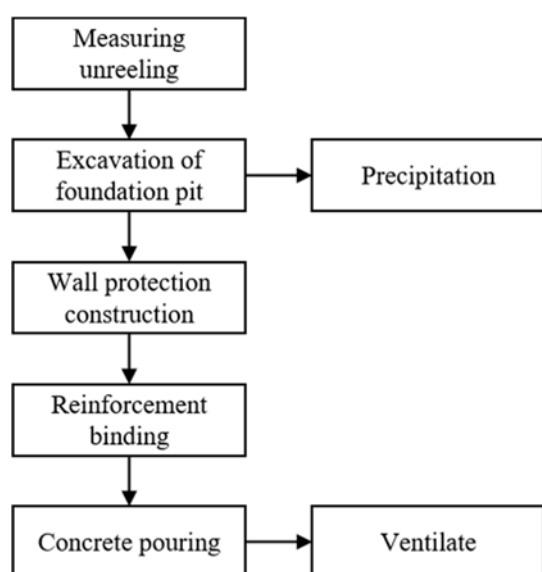 Measuring
unreeling
Excavation of
foundation pit
Precipitation
Wall protection
construction
Reinforcement
binding
Concrete pouring
Ventilate